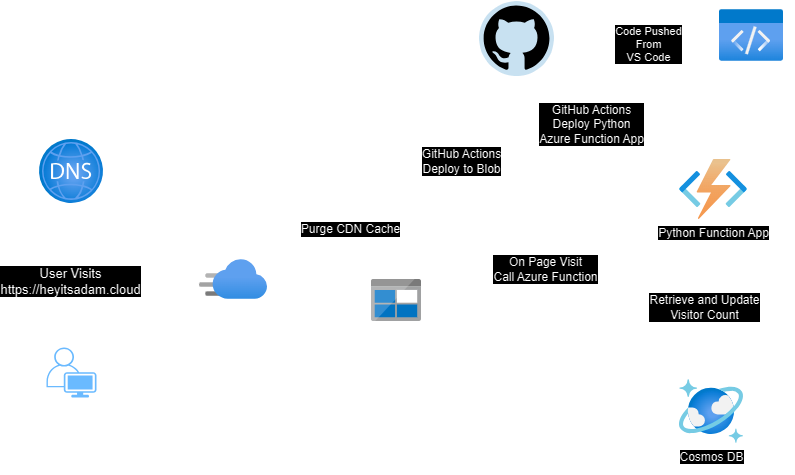 Code Pushed
From
VS Code
GitHub Actions
Deploy Python
Azure Function App
GitHub Actions
Deploy to Blob
DNS
Purge CDN Cache
Python Function App
On Page Visit
Call Azure Function
User Visits
https://heyitsadam.cloud
Retrieve and Update
Visitor Count
Cosmos DB